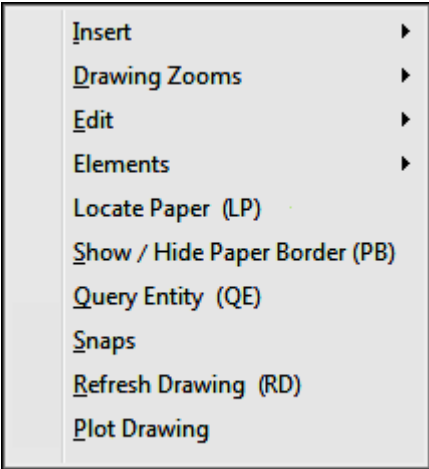 Insert
Drawing Zooms
Edit
Elements
Locate Paper (LP)
Show / Hide Paper Border (PB)
Query Entity (QE)
Snaps
Refresh Drawing (RD)
Plot Drawing